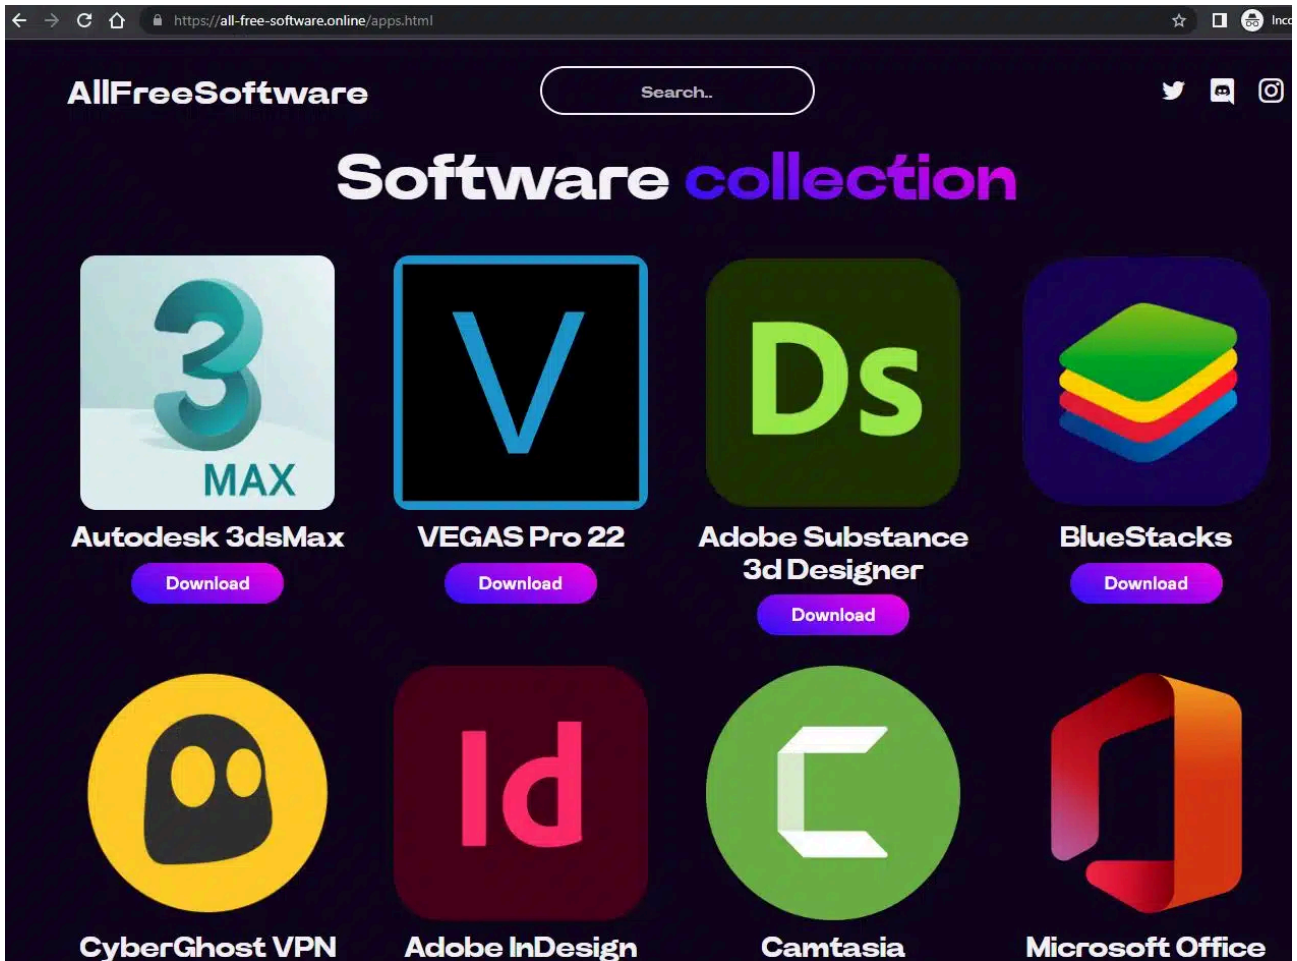 https://all-free-software.online/apps.html
Inco
AllFreeSoftware
Search..
Software collection
3
MAX
V
Ds
Autodesk 3dsMax
VEGAS Pro 22
Adobe Substance
3d Designer
BlueStacks
Download
Download
Download
Download
Id
C
CyberGhost VPN
Adobe InDesign
Camtasia
Microsoft Office